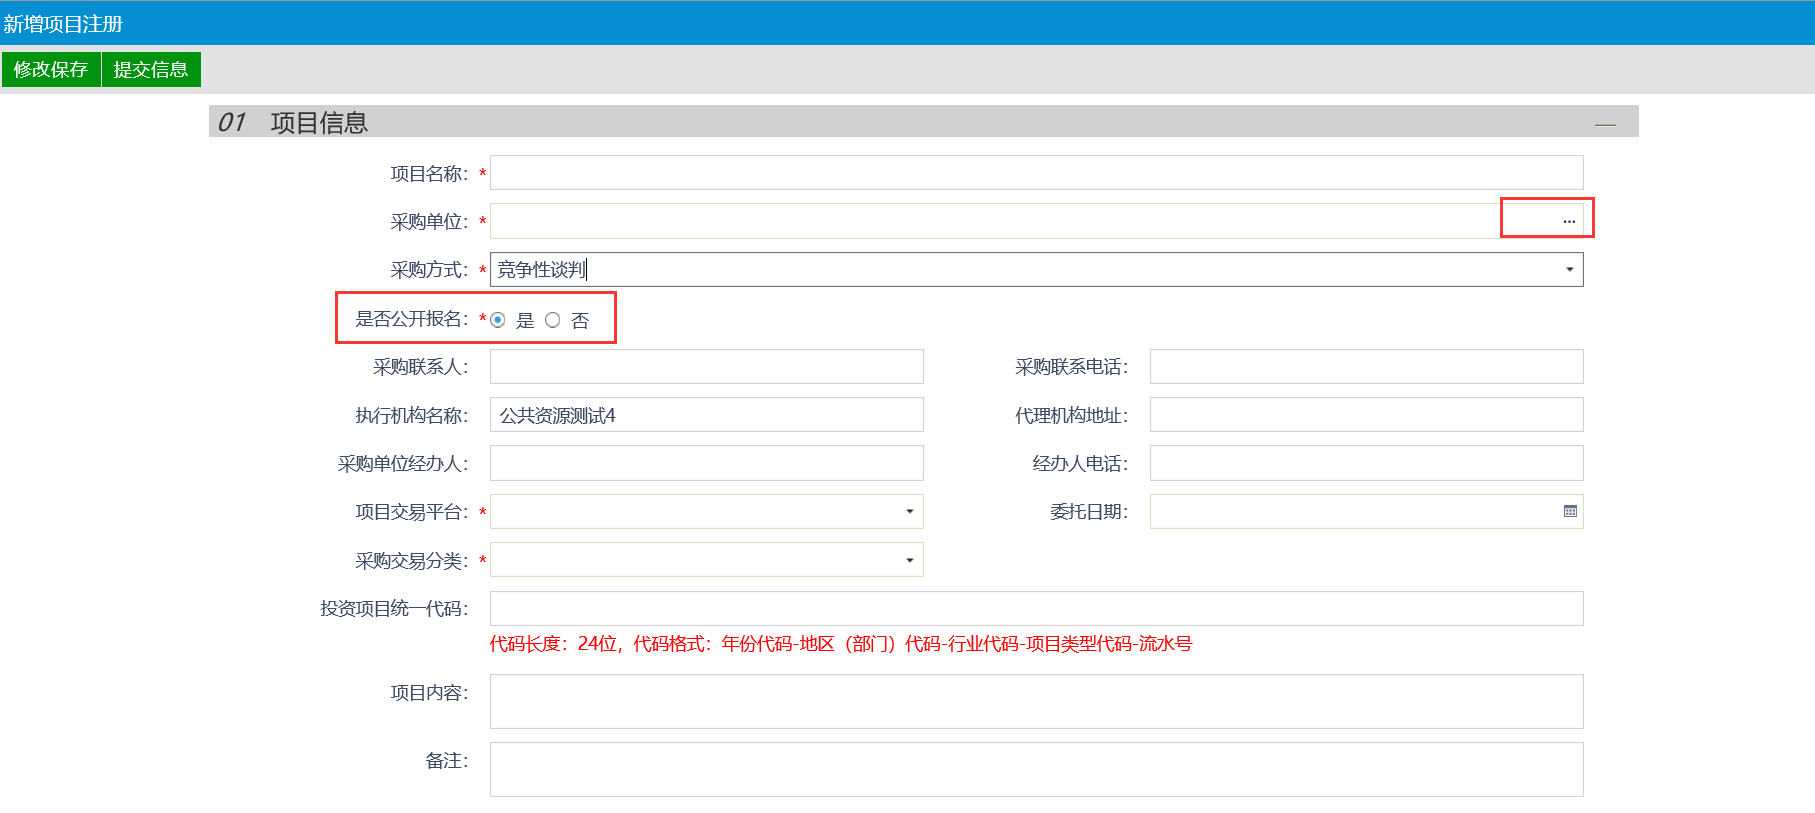 新增项目注册
修改保存 提交信息
01 项目信息
项目名称：*
采购单位：* ...
采购方式：* 竞争性谈判
是否公开报名：* 是 否
采购联系人： 采购联系电话：
执行机构名称： 公共资源测试4 代理机构地址：
采购单位经办人： 经办人电话：
项目交易平台：* 委托日期：
采购交易分类：*
投资项目统一代码：
代码长度：24位，代码格式：年份代码-地区（部门）代码-行业代码-项目类型代码-流水号
项目内容：
备注：